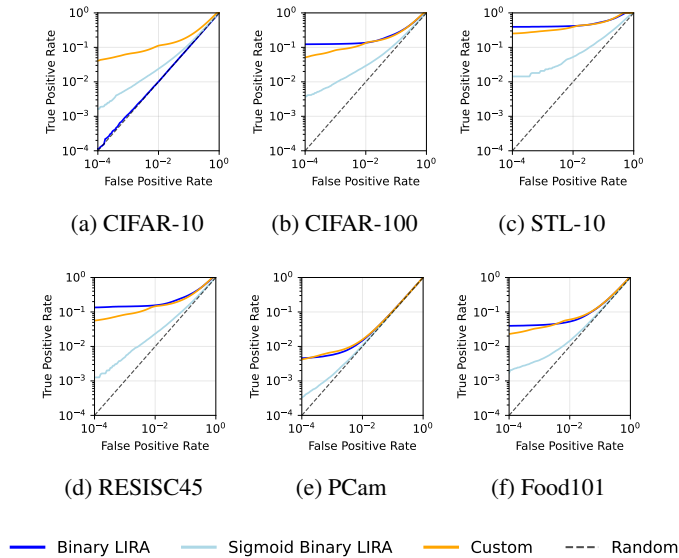 10^0
10^-1
10^-2
10^-3
10^-4
True Positive Rate
10^-4 10^-2 10^0
False Positive Rate
(a) CIFAR-10
10^0
10^-1
10^-2
10^-3
10^-4
True Positive Rate
10^-4 10^-2 10^0
False Positive Rate
(b) CIFAR-100
10^0
10^-1
10^-2
10^-3
10^-4
True Positive Rate
10^-4 10^-2 10^0
False Positive Rate
(c) STL-10
10^0
10^-1
10^-2
10^-3
10^-4
True Positive Rate
10^-4 10^-2 10^0
False Positive Rate
(d) RESISC45
10^0
10^-1
10^-2
10^-3
10^-4
True Positive Rate
10^-4 10^-2 10^0
False Positive Rate
(e) PCam
10^0
10^-1
10^-2
10^-3
10^-4
True Positive Rate
10^-4 10^-2 10^0
False Positive Rate
(f) Food101
Binary LIRA Sigmoid Binary LIRA Custom Random